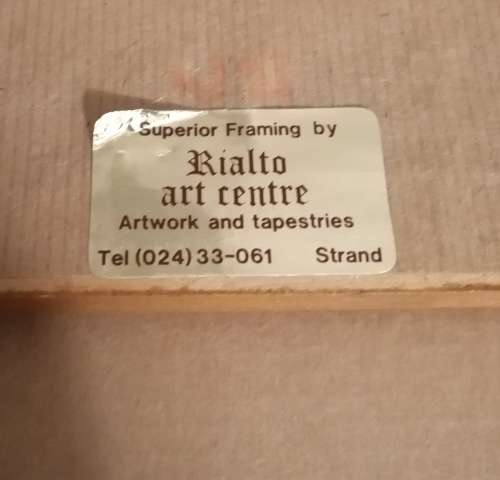 Superior Framing by
Rialto
art centre
Artwork and tapestries
Tel (024) 33-061 Strand